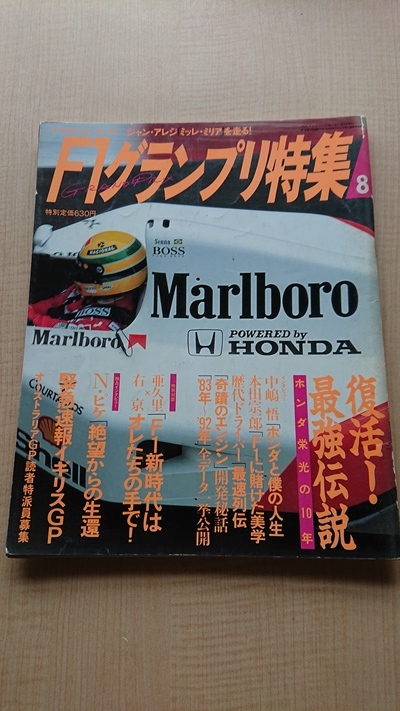 ジャン・アレジ ミッレ・ミリアを走る!
F1グランプリ特集
GRAND PRIX
8
特別定価630円
Senna
BOSS
Marlboro
POWERED by
HONDA
NACIONAL
BOSS
Marlboro
COURTAULDS
復活!
最強伝説
ホンダ栄光の10年
中嶋 悟「ホンダと僕の人生」
本田宗一郎「F1に賭けた美学」
歴代ドライバー「最速列伝」
「奇蹟のエンジン」開発秘話
「'83年〜'92年」全データ一挙公開
亜久里×右京
「F1新時代はオレたちの手で!」
N・ピケ「絶望からの生還」
緊急速報イギリスGP
オーストラリアGP読者特派員募集